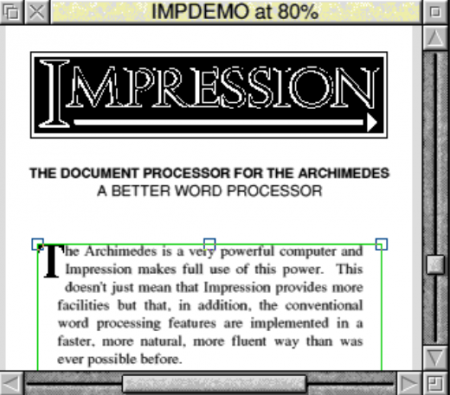 IMPDEMO at 80%
IMPRESSION
THE DOCUMENT PROCESSOR FOR THE ARCHIMEDES
A BETTER WORD PROCESSOR
The Archimedes is a very powerful computer and
Impression makes full use of this power. This
doesn't just mean that Impression provides more
facilities but that, in addition, the conventional
word processing features are implemented in a
faster, more natural, more fluent way than was
ever possible before.